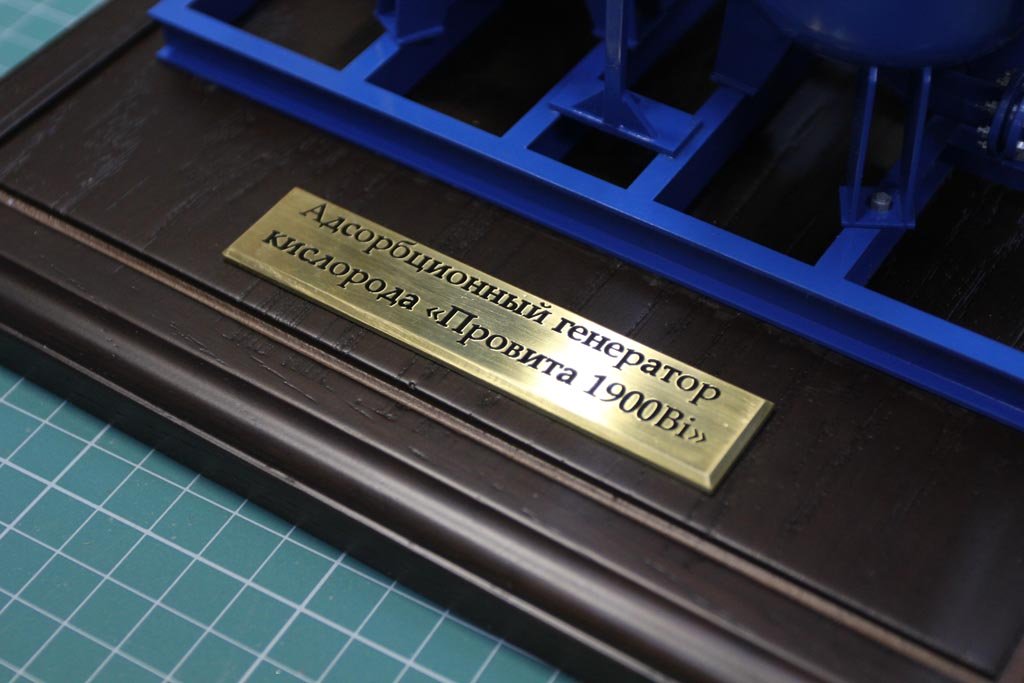 Адсорбционный генератор
кислорода «Провита 1900Bi»